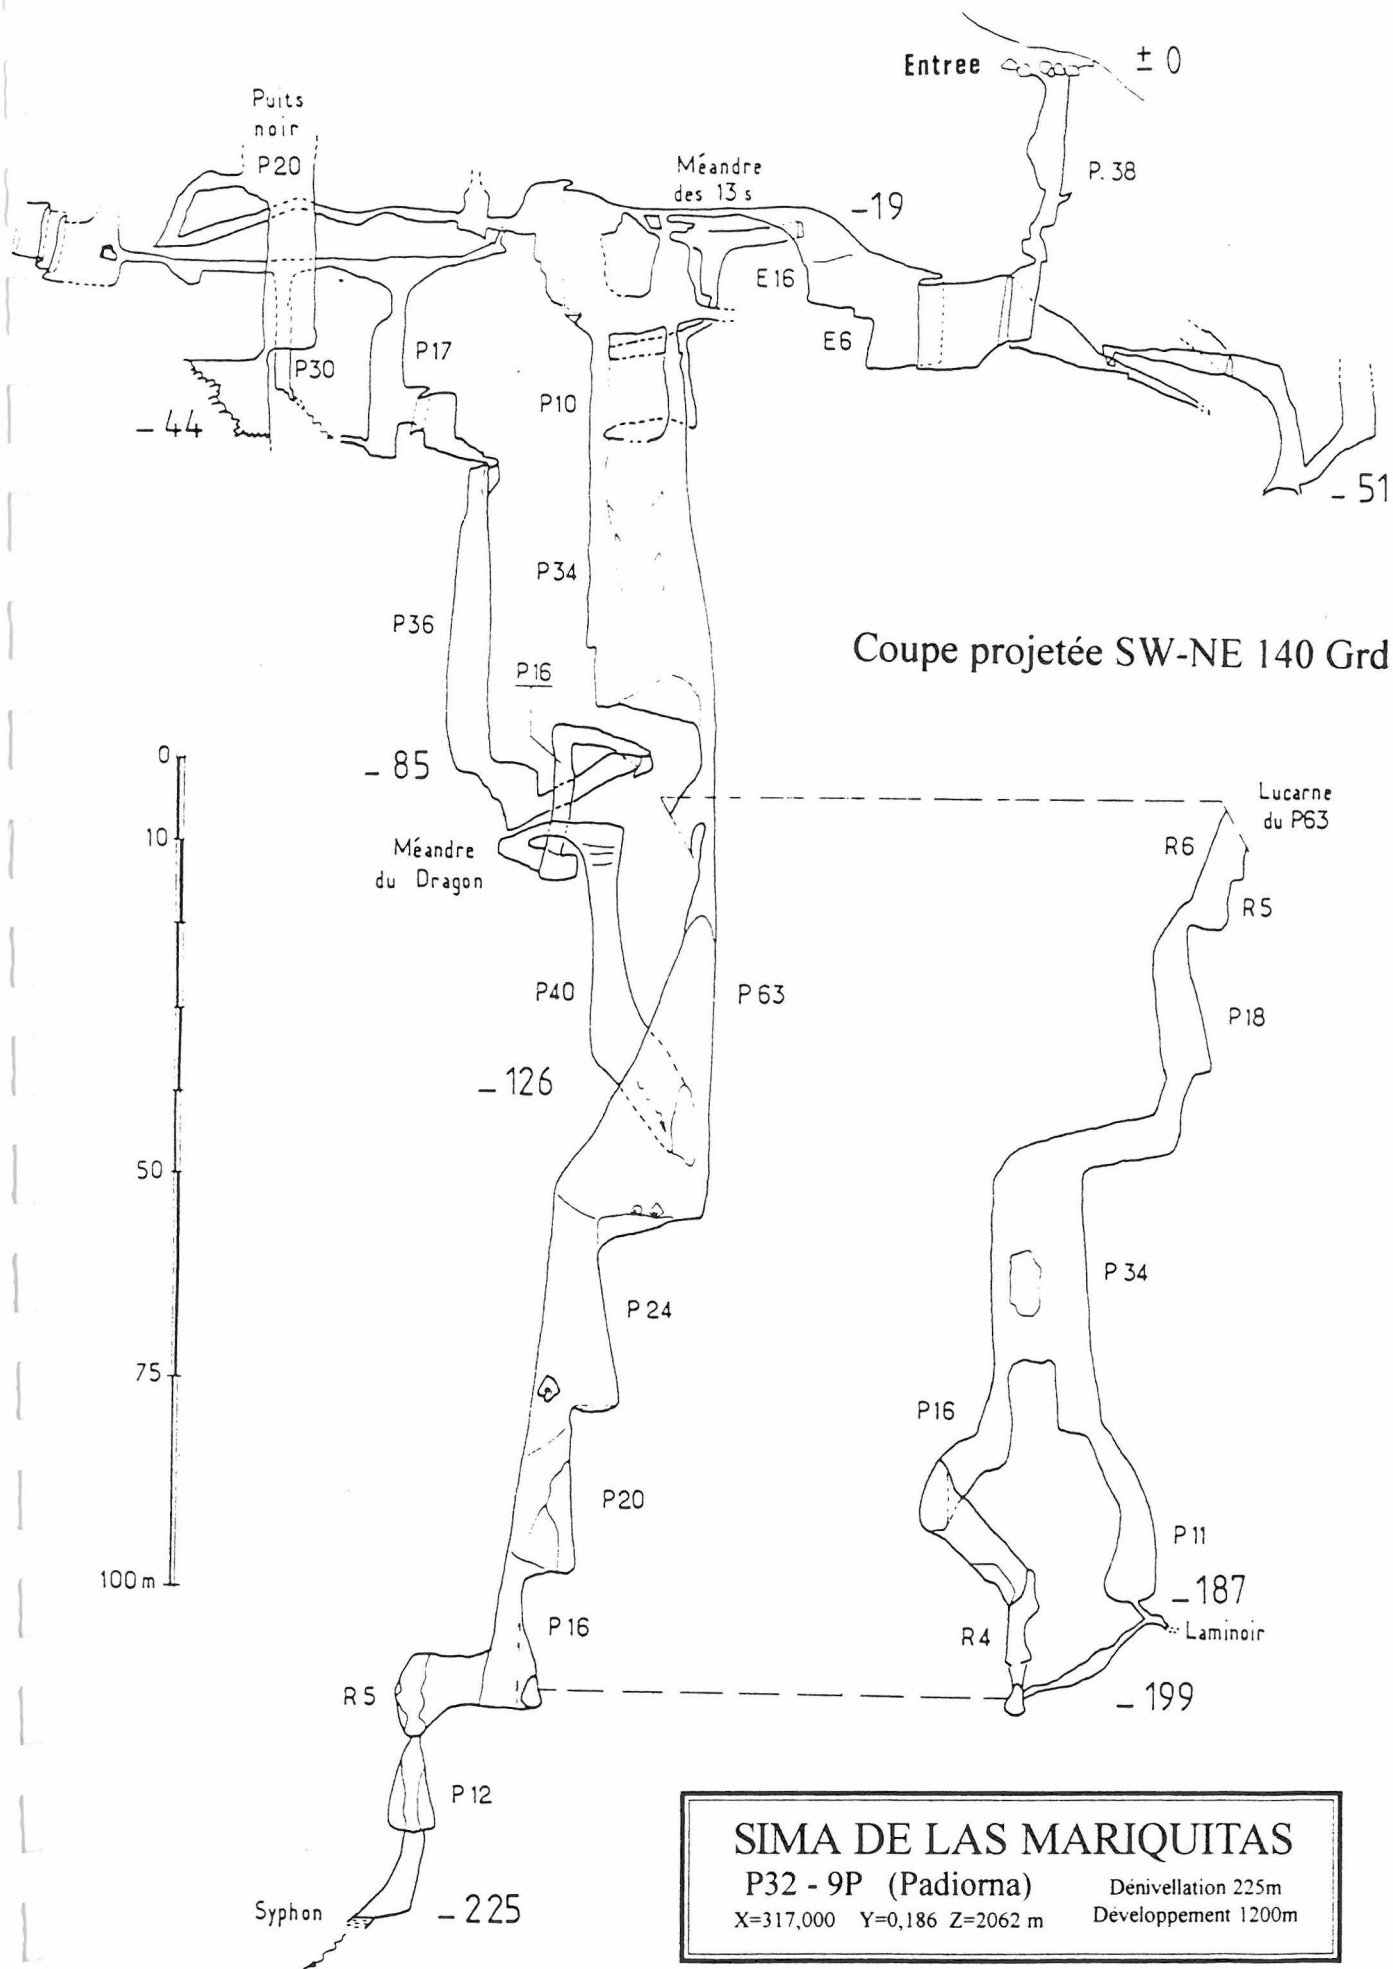 Entree
± 0
Puits
noir
P20
Méandre
des 13 s
P. 38
-19
E16
E6
P17
P30
P10
-44
-51
P34
P36
Coupe projetée SW-NE 140 Grd
P16
0
-85
Lucarne
du P63
10
R6
Méandre
du Dragon
R5
P40
P63
P18
-126
50
P34
P24
75
P16
P20
P11
100m
-187
P16
R4
Laminoir
R5
-199
P12
SIMA DE LAS MARIQUITAS
P32 - 9P (Padiorna)
Dénivellation 225m
X=317,000 Y=0,186 Z=2062 m
Développement 1200m
Syphon
-225